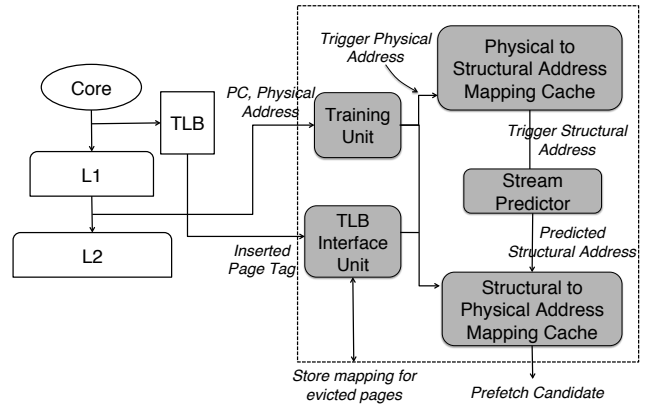 Core
TLB
L1
L2
PC, Physical
Address
Inserted
Page Tag
Training
Unit
TLB
Interface
Unit
Store mapping for
evicted pages
Trigger Physical
Address
Physical to
Structural Address
Mapping Cache
Trigger Structural
Address
Stream
Predictor
Predicted
Structural Address
Structural to
Physical Address
Mapping Cache
Prefetch Candidate